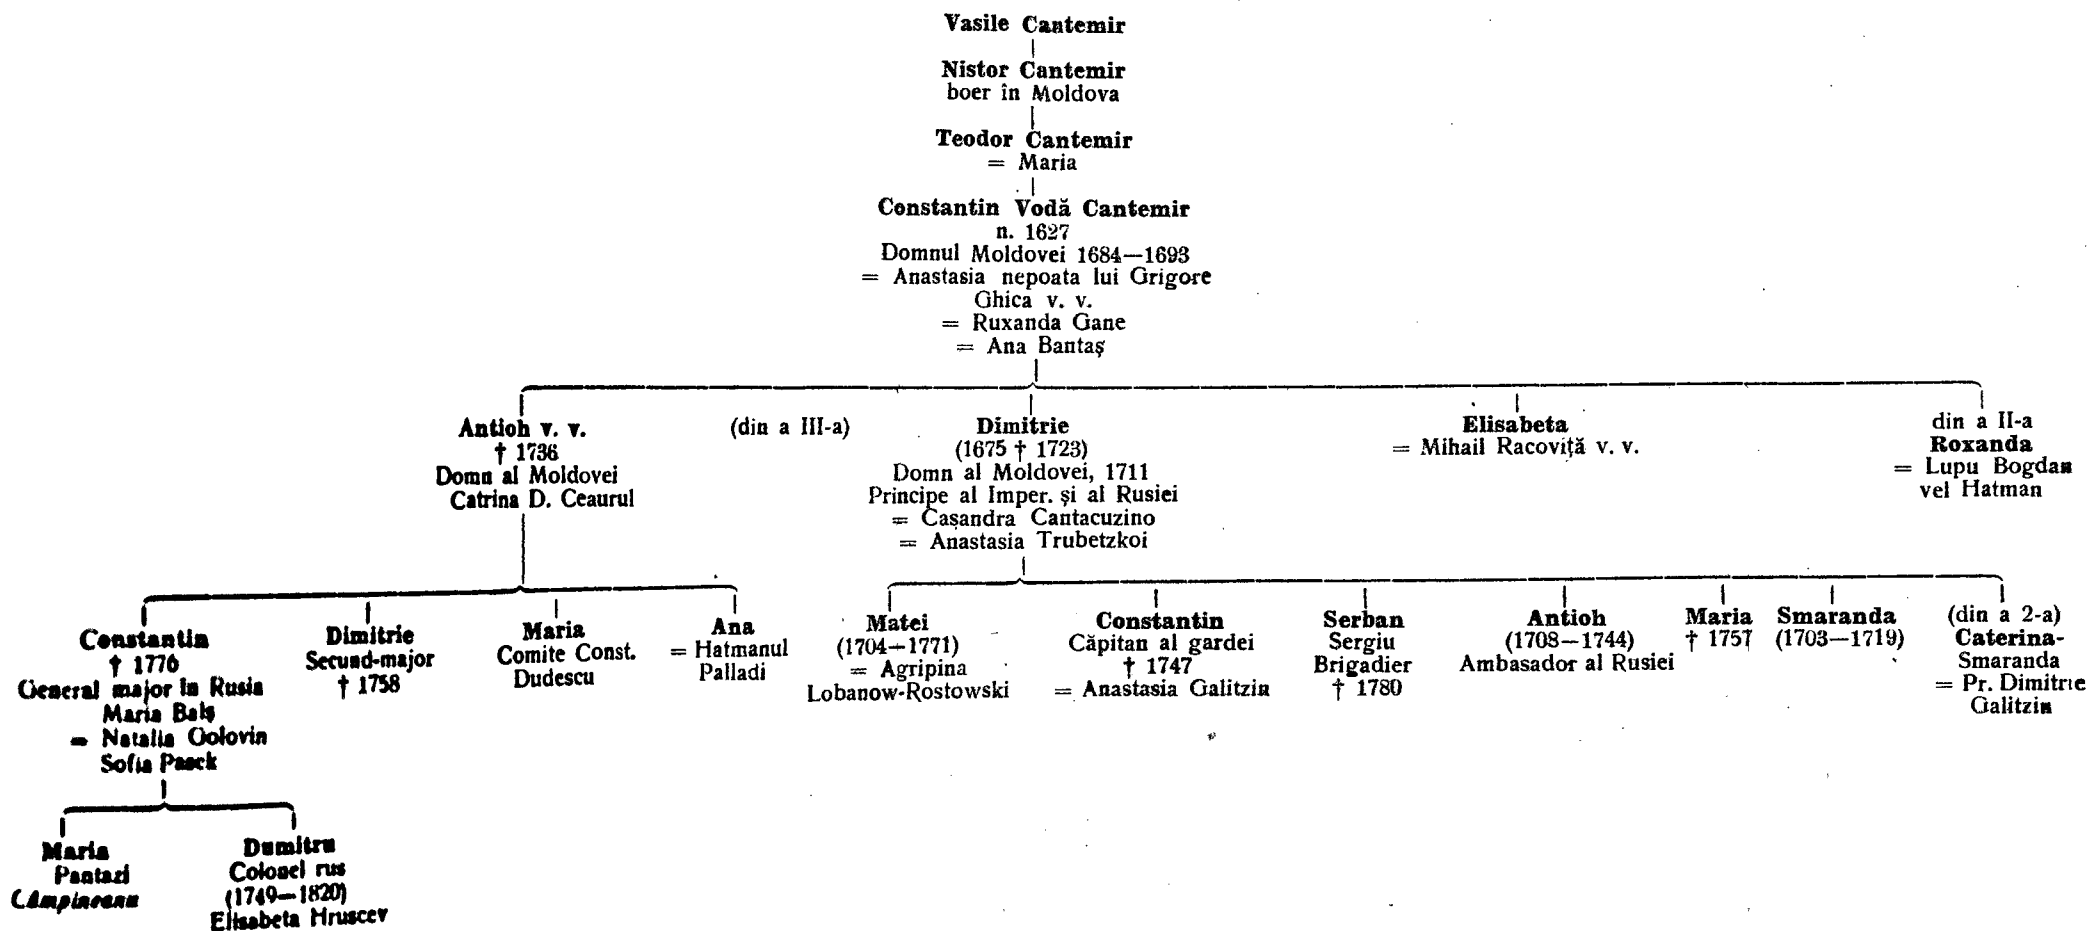 Vasile Cantemir
Nistor Cantemir
boer în Moldova
Teodor Cantemir
= Maria
Constantin Vodă Cantemir
n. 1627
Domnul Moldovei 1684—1693
= Anastasia nepoata lui Grigore
Ghica v. v.
= Ruxanda Gane
= Ana Bantaș
Antioh v. v.
† 1736
Domn al Moldovei
Catrina D. Ceaurul
(din a III-a)
Dimitrie
(1675 † 1723)
Domn al Moldovei, 1711
Principe al Imper. și al Rusiei
= Casandra Cantacuzino
= Anastasia Trubetzkoi
Elisabeta
= Mihail Racoviță v. v.
din a II-a
Roxanda
= Lupu Bogdan
vel Hatman
Constantin
† 1776
General major în Rusia
Maria Balș
= Natalia Golovin
Sofia Pasek
Dimitrie
Secund-major
† 1758
Maria
Comite Const.
Dudescu
Ana
= Hatmanul
Palladi
Matei
(1704—1771)
= Agripina
Lobanow-Rostowski
Constantin
Căpitan al gardei
† 1747
= Anastasia Galitzin
Serban
Sergiu
Brigadier
† 1780
Antioh
(1708—1744)
Ambasador al Rusiei
Maria
† 1757
Smaranda
(1703—1719)
(din a 2-a)
Caterina-
Smaranda
= Pr. Dimitrie
Galitzin
Maria
Pantazi
Câmpineanu
Dumitru
Colonel rus
(1749—1820)
Elisabeta Hruscev